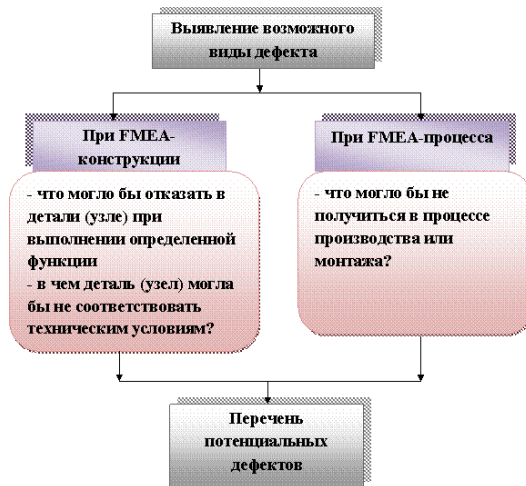 Выявление возможного
виды дефекта
При FMEA-
конструкции
- что могло бы отказать в
детали (узле) при
выполнении определенной
функции
- в чем деталь (узел) могла
бы не соответствовать
техническим условиям?
При FMEA-процесса
- что могло бы не
получиться в процессе
производства или
монтажа?
Перечень
потенциальных
дефектов